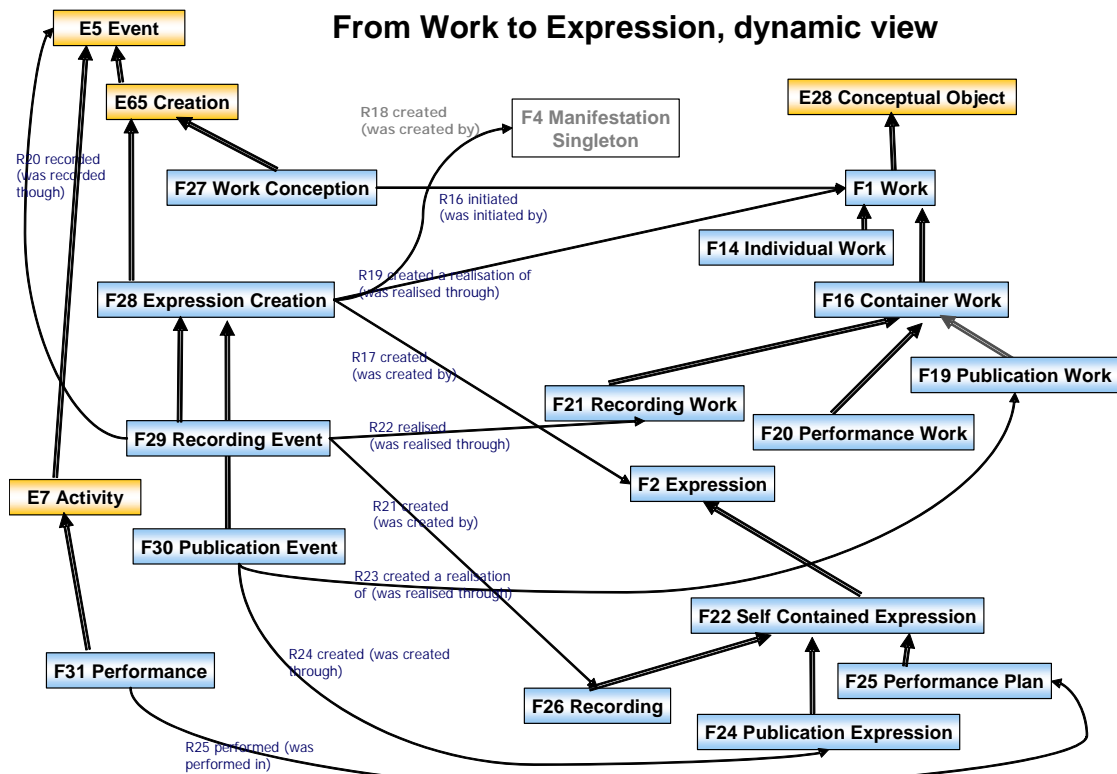 From Work to Expression, dynamic view
E5 Event
E65 Creation
E28 Conceptual Object
R18 created
(was created by)
F4 Manifestation
Singleton
R20 recorded
(was recorded
though)
F27 Work Conception
F1 Work
R16 initiated
(was initiated by)
F14 Individual Work
R19 created a realisation of
(was realised through)
F28 Expression Creation
F16 Container Work
R17 created
(was created by)
F19 Publication Work
F21 Recording Work
F20 Performance Work
F29 Recording Event
R22 realised
(was realised through)
F2 Expression
E7 Activity
R21 created
(was created by)
F30 Publication Event
R23 created a realisation
of (was realised through)
F22 Self Contained Expression
R24 created (was created
through)
F31 Performance
F25 Performance Plan
F26 Recording
F24 Publication Expression
R25 performed (was
performed in)